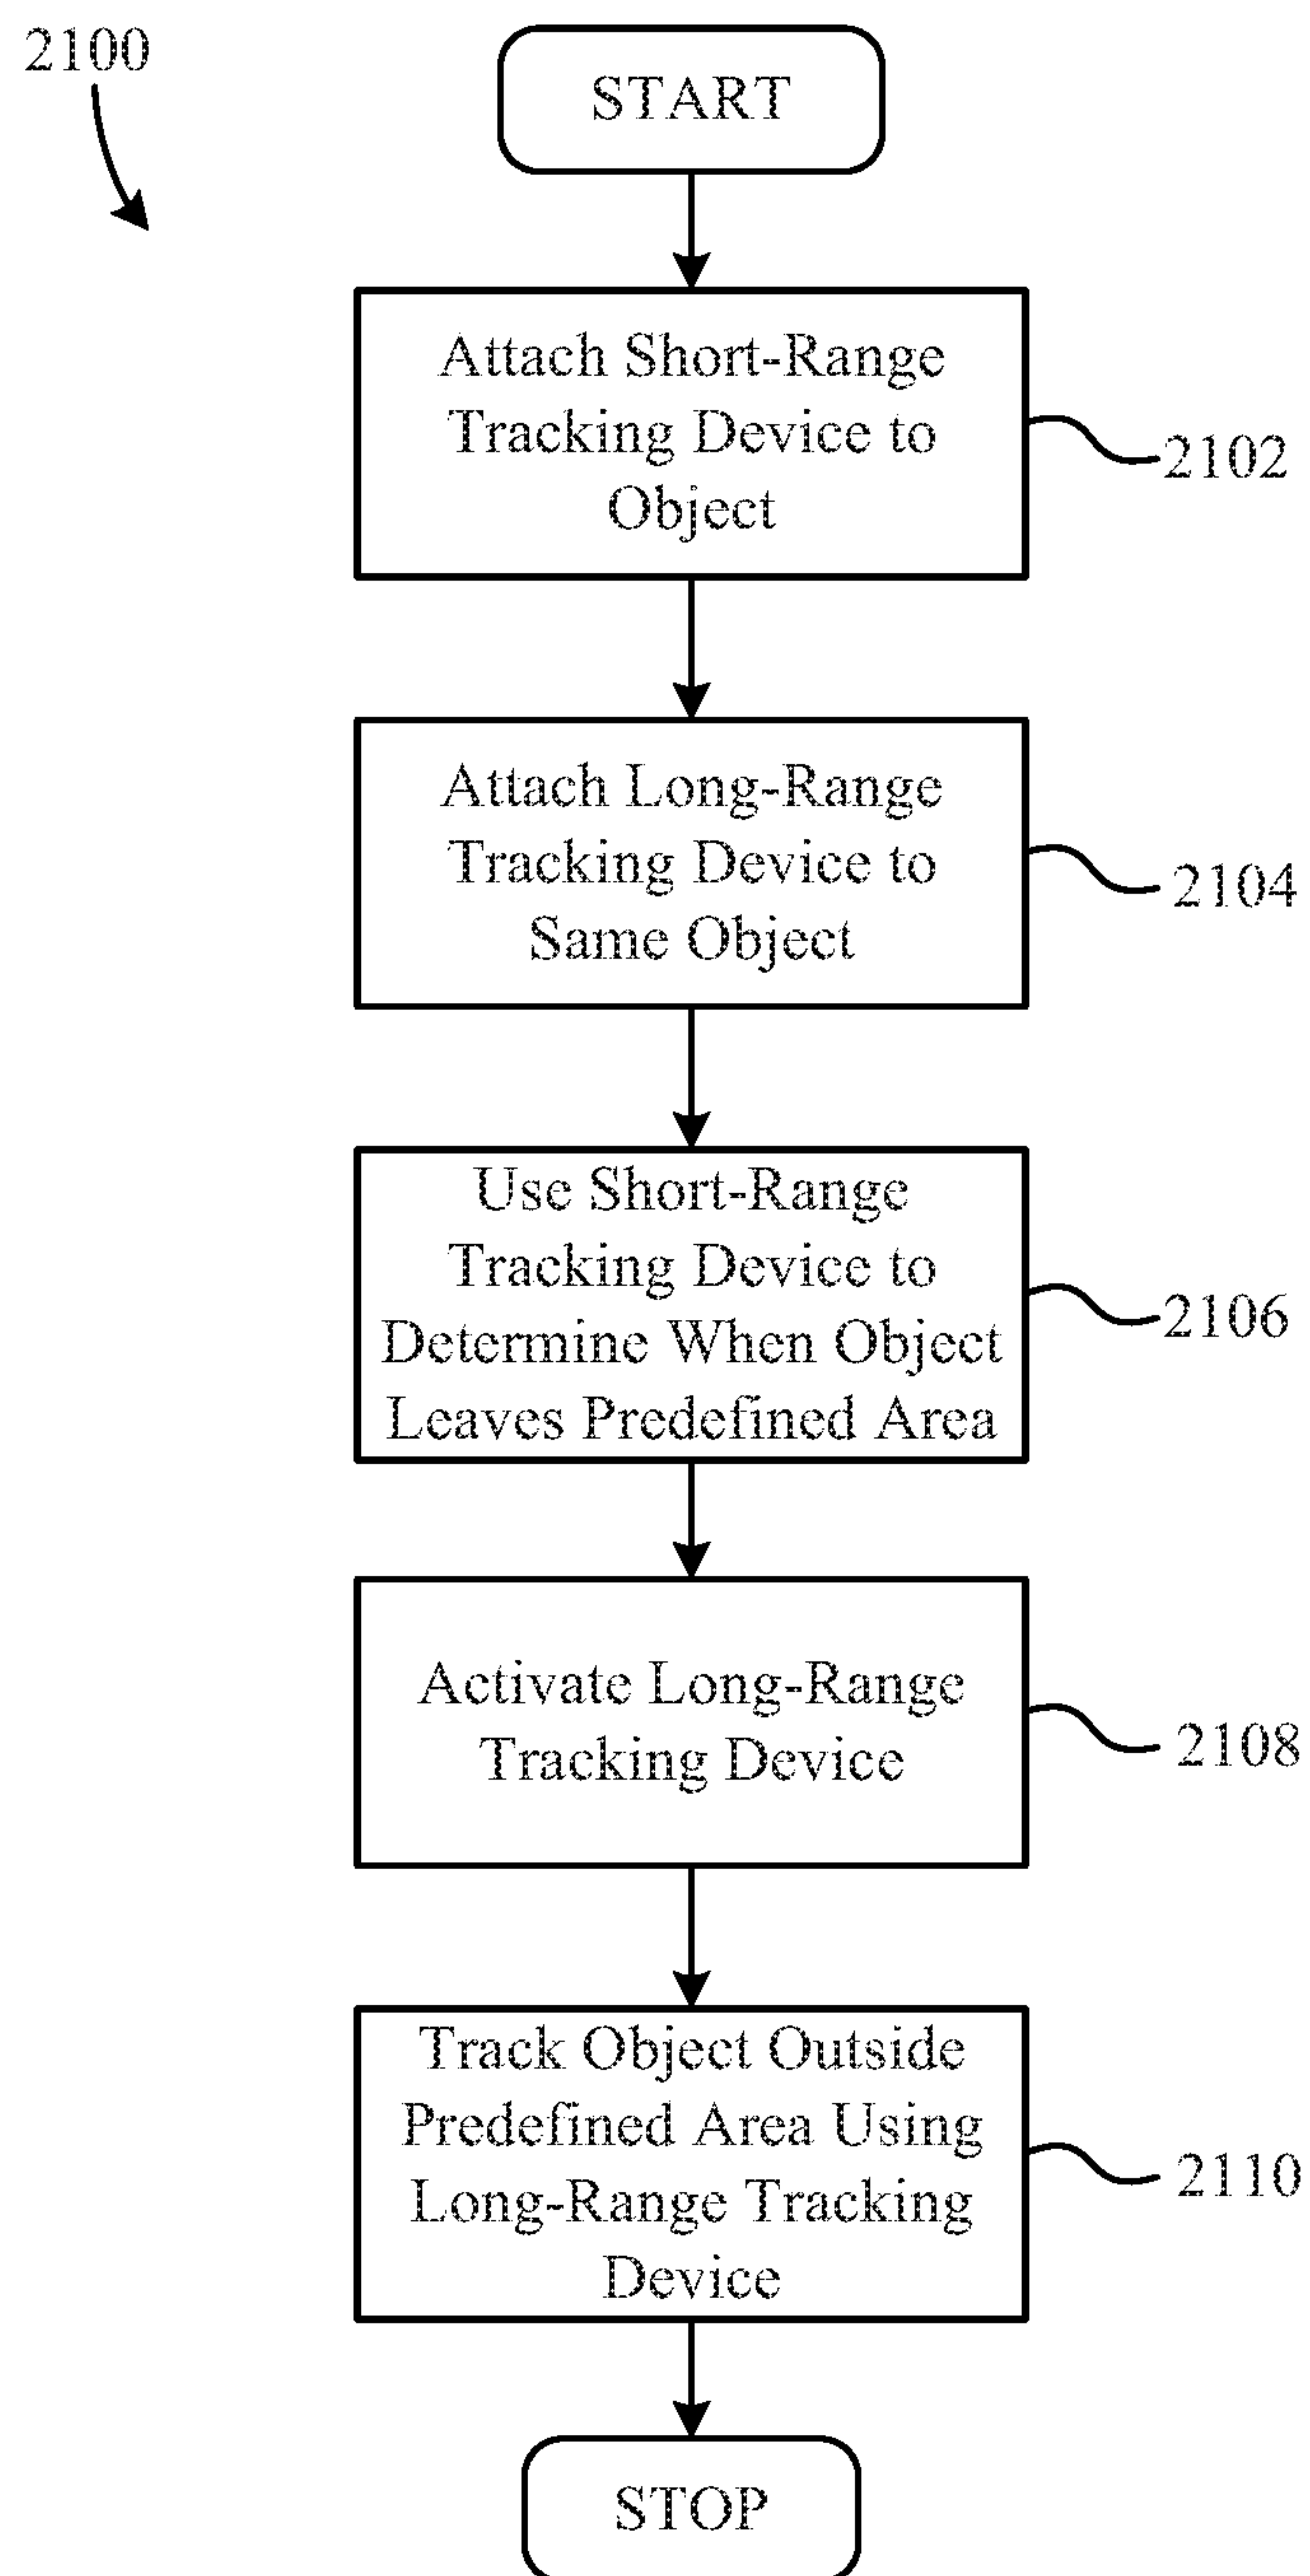 2100
START
Attach Short-Range
Tracking Device to
Object
2102
Attach Long-Range
Tracking Device to
Same Object
2104
Use Short-Range
Tracking Device to
Determine When Object
Leaves Predefined Area
2106
Activate Long-Range
Tracking Device
2108
Track Object Outside
Predefined Area Using
Long-Range Tracking
Device
2110
STOP